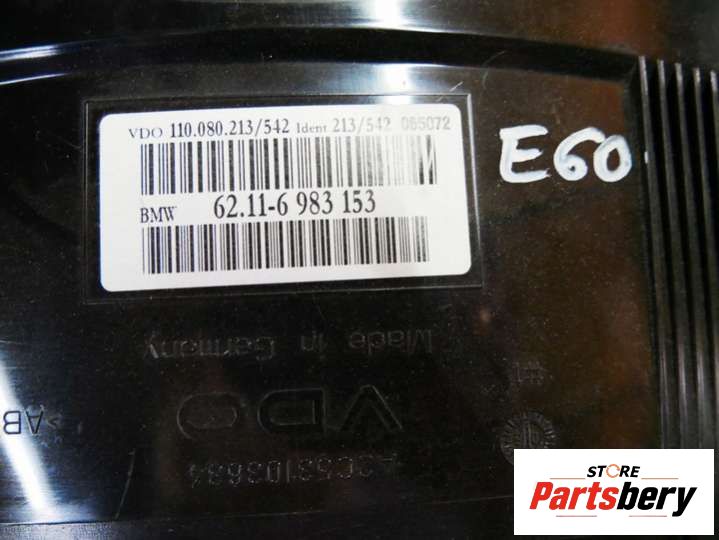 VDO 110.080.213/542 Ident 213/542 065072
E60
BMW 62.11-6 983 153
Made in Germany
VDO
>AB
STORE
Partsbery